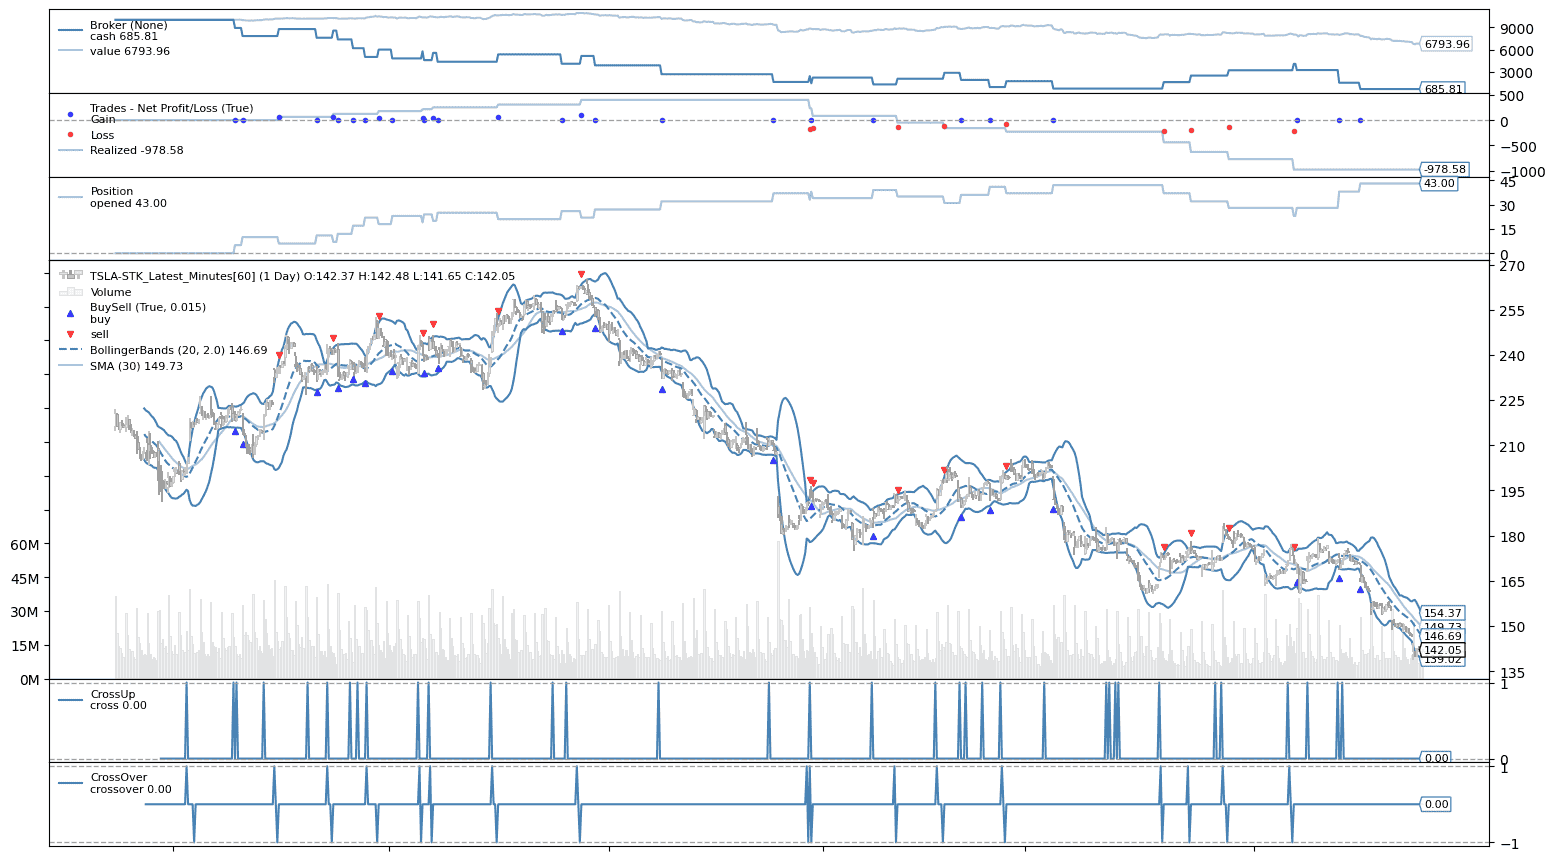 Broker (None)
cash 685.81
value 6793.96
9000
6000
3000
6793.96
685.81
Trades - Net Profit/Loss (True)
Gain
Loss
Realized -978.58
500
0
−500
−1000
-978.58
Position
opened 43.00
45
30
15
0
43.00
TSLA-STK_Latest_Minutes[60] (1 Day) O:142.37 H:142.48 L:141.65 C:142.05
Volume
BuySell (True, 0.015)
buy
sell
BollingerBands (20, 2.0) 146.69
SMA (30) 149.73
270
255
240
225
210
195
180
165
150
135
60M
45M
30M
15M
0M
154.37
149.73
146.69
142.05
139.02
CrossUp
cross 0.00
1
0
0.00
CrossOver
crossover 0.00
1
−1
0.00